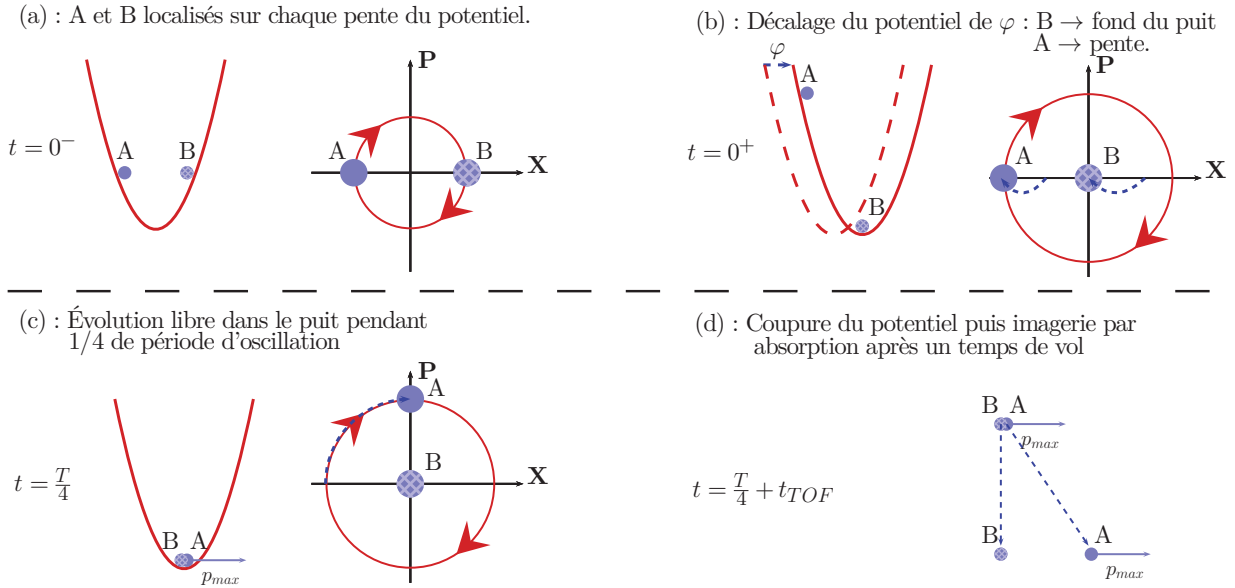 (a) : A et B localisés sur chaque pente du potentiel.
t = 0⁻
A
B
P
A
B
X
(b) : Décalage du potentiel de φ : B → fond du puit
A → pente.
φ
A
t = 0⁺
B
P
A
B
X
(c) : Évolution libre dans le puit pendant
1/4 de période d'oscillation
t = T/4
B A
p_max
P
A
B
X
(d) : Coupure du potentiel puis imagerie par
absorption après un temps de vol
B A
p_max
t = T/4 + t_TOF
B
A
p_max